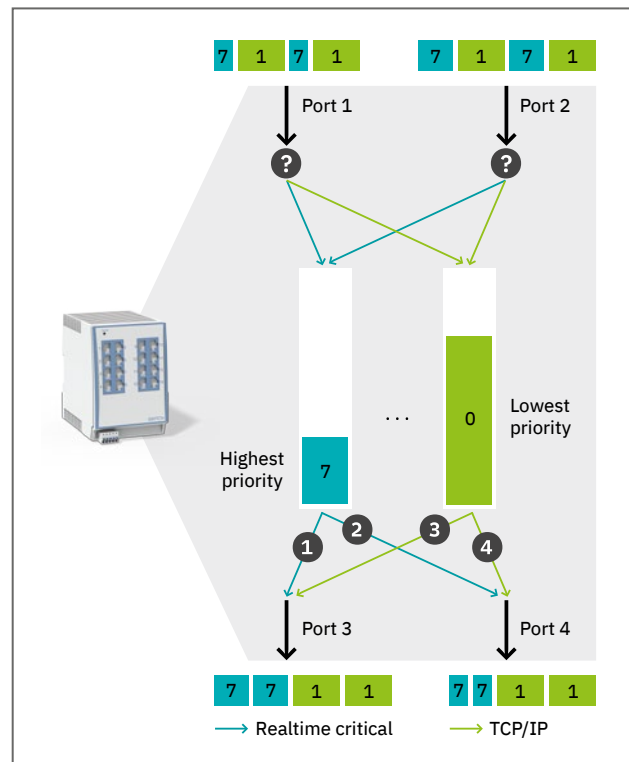 7 1 7 1
7 1 7 1
Port 1
Port 2
?
?
. . .
0
Lowest
priority
Highest
priority
7
1
2
3
4
Port 3
Port 4
7 7 1 1
7 7 1 1
Realtime critical
TCP/IP